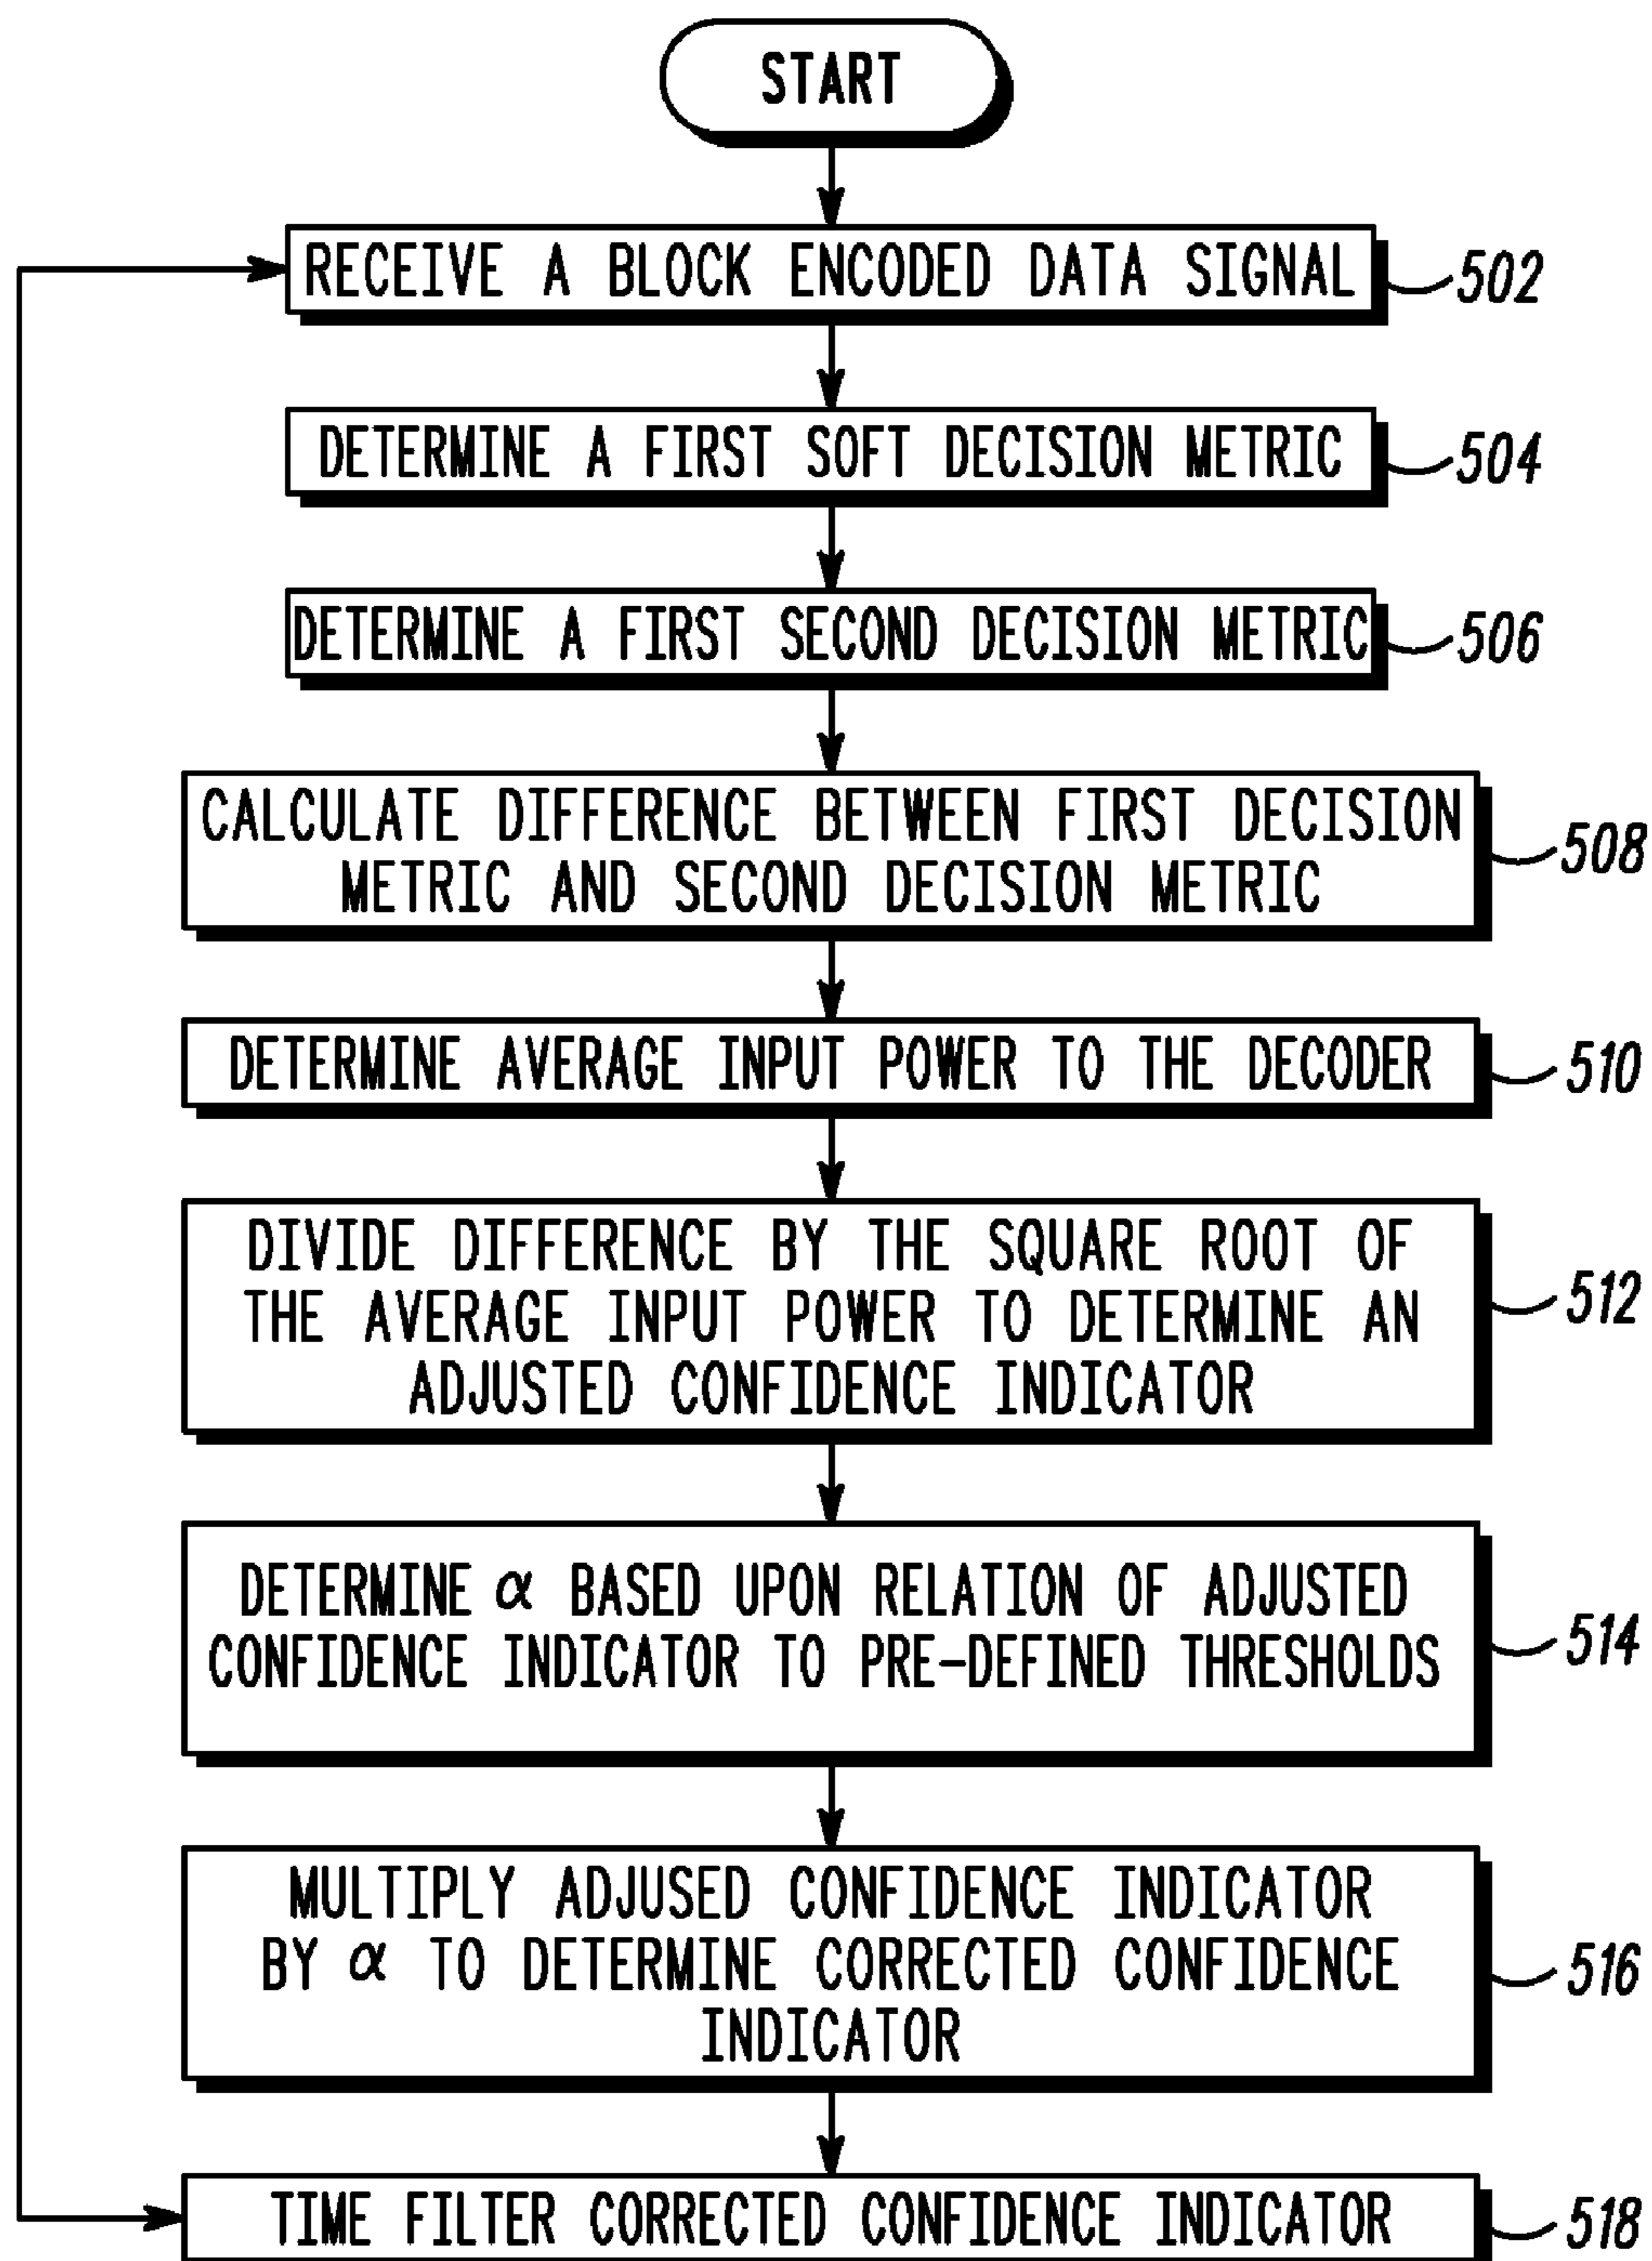 START
RECEIVE A BLOCK ENCODED DATA SIGNAL
502
DETERMINE A FIRST SOFT DECISION METRIC
504
DETERMINE A FIRST SECOND DECISION METRIC
506
CALCULATE DIFFERENCE BETWEEN FIRST DECISION
METRIC AND SECOND DECISION METRIC
508
DETERMINE AVERAGE INPUT POWER TO THE DECODER
510
DIVIDE DIFFERENCE BY THE SQUARE ROOT OF
THE AVERAGE INPUT POWER TO DETERMINE AN
ADJUSTED CONFIDENCE INDICATOR
512
DETERMINE α BASED UPON RELATION OF ADJUSTED
CONFIDENCE INDICATOR TO PRE-DEFINED THRESHOLDS
514
MULTIPLY ADJUSED CONFIDENCE INDICATOR
BY α TO DETERMINE CORRECTED CONFIDENCE
INDICATOR
516
TIME FILTER CORRECTED CONFIDENCE INDICATOR
518